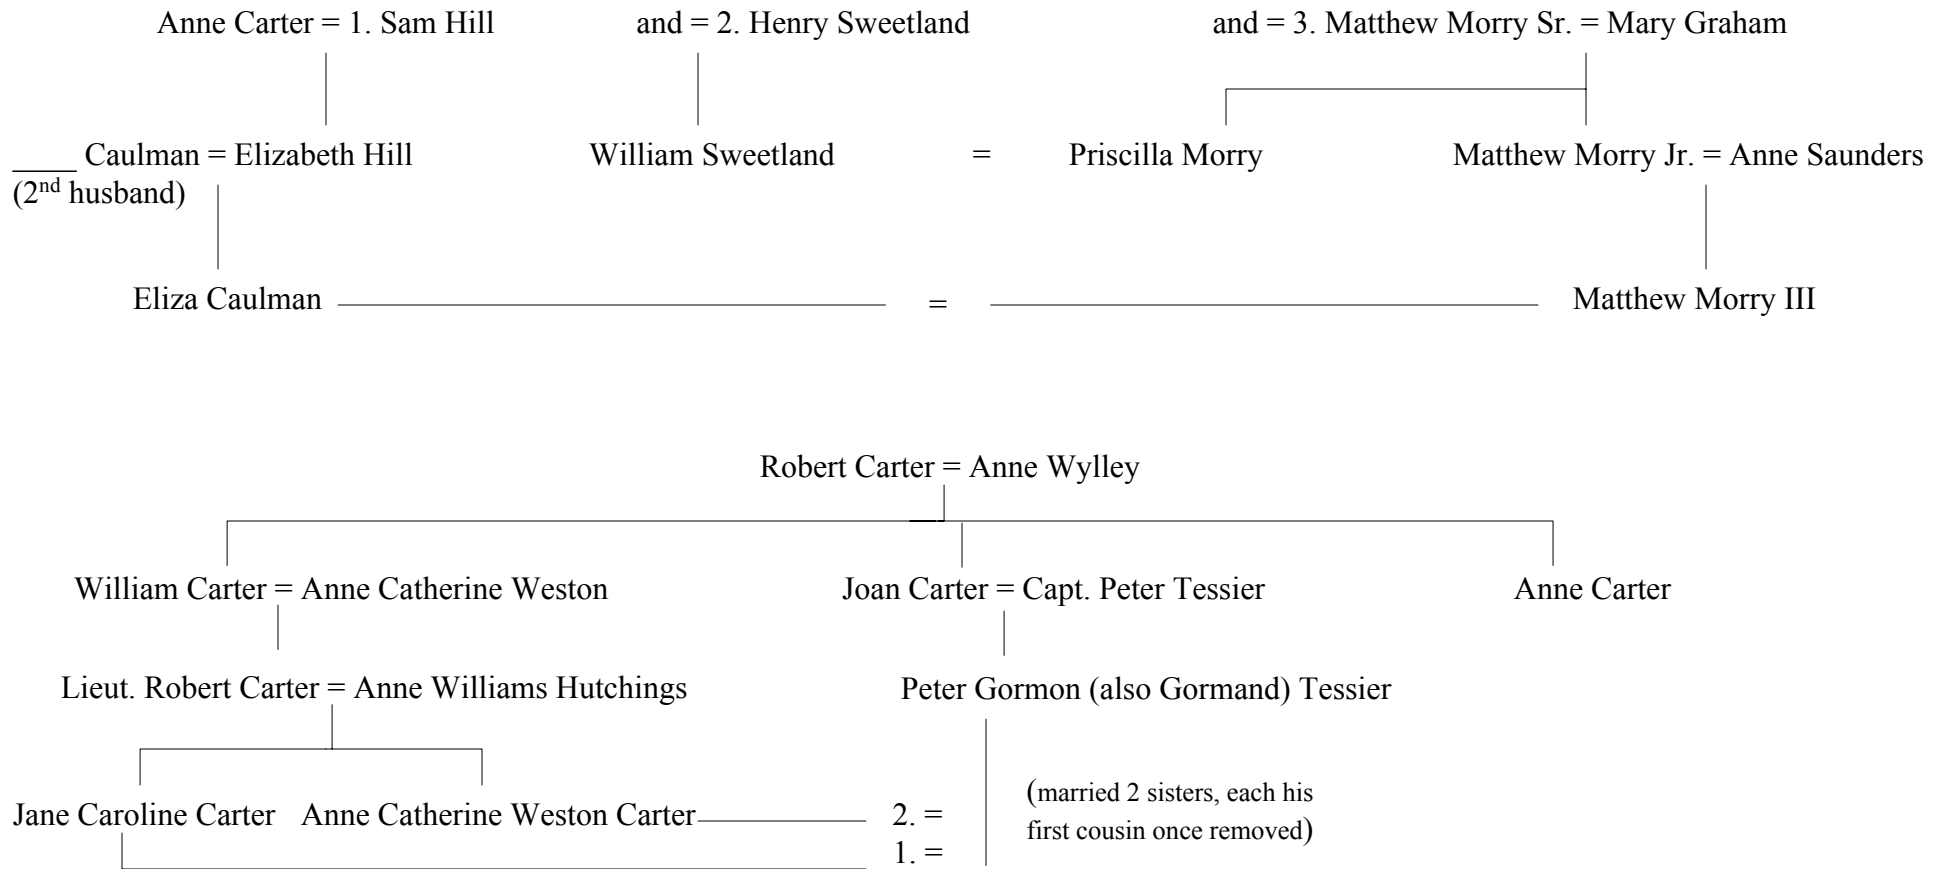 Anne Carter = 1. Sam Hill and = 2. Henry Sweetland and = 3. Matthew Morry Sr. = Mary Graham
____ Caulman = Elizabeth Hill William Sweetland = Priscilla Morry Matthew Morry Jr. = Anne Saunders
(2nd husband)
Eliza Caulman = Matthew Morry III
Robert Carter = Anne Wylley
William Carter = Anne Catherine Weston Joan Carter = Capt. Peter Tessier Anne Carter
Lieut. Robert Carter = Anne Williams Hutchings Peter Gormon (also Gormand) Tessier
(married 2 sisters, each his
first cousin once removed)
Jane Caroline Carter Anne Catherine Weston Carter 2. =
1. =